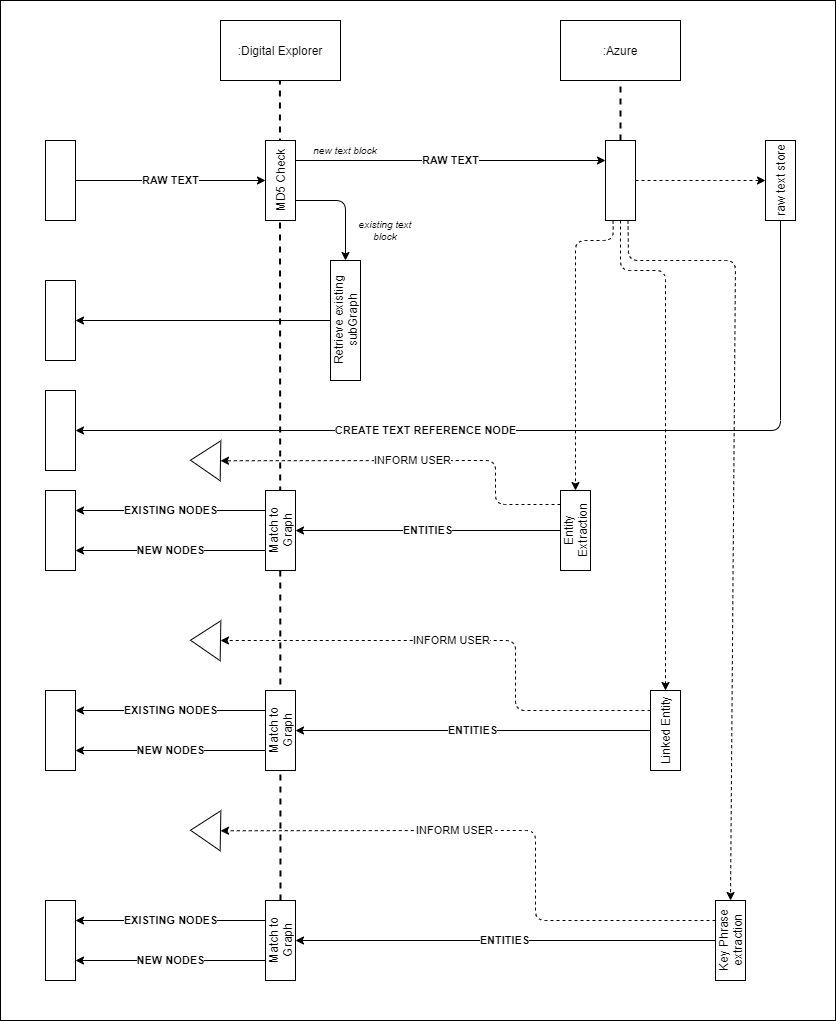 :Digital Explorer
:Azure
new text block
RAW TEXT
RAW TEXT
MD5 Check
raw text store
existing text
block
Retrieve existing
subGraph
CREATE TEXT REFERENCE NODE
INFORM USER
EXISTING NODES
NEW NODES
Match to
Graph
ENTITIES
Entity
Extraction
INFORM USER
EXISTING NODES
NEW NODES
Match to
Graph
ENTITIES
Linked Entity
INFORM USER
EXISTING NODES
NEW NODES
Match to
Graph
ENTITIES
Key Phrase
extraction